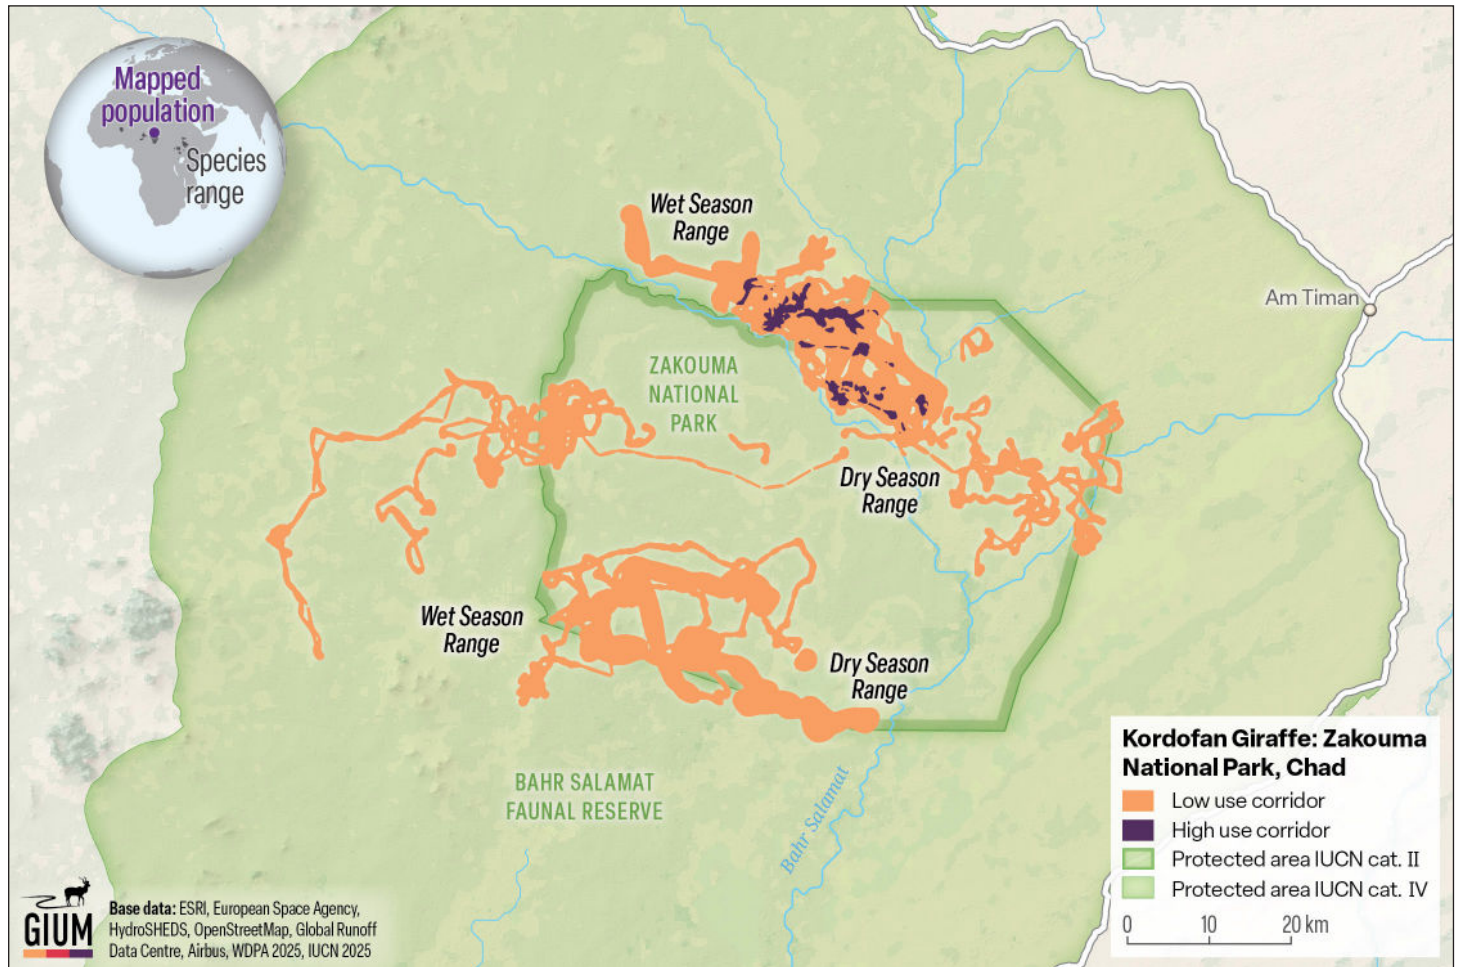 Mapped
population
Species
range
Wet Season
Range
Am Timan
ZAKOUMA
NATIONAL
PARK
Dry Season
Range
Wet Season
Range
Dry Season
Range
BAHR SALAMAT
FAUNAL RESERVE
Bahr Salamat
Kordofan Giraffe: Zakouma
National Park, Chad
Low use corridor
High use corridor
Protected area IUCN cat. II
Protected area IUCN cat. IV
0 10 20 km
GIUM
Base data: ESRI, European Space Agency,
HydroSHEDS, OpenStreetMap, Global Runoff
Data Centre, Airbus, WDPA 2025, IUCN 2025